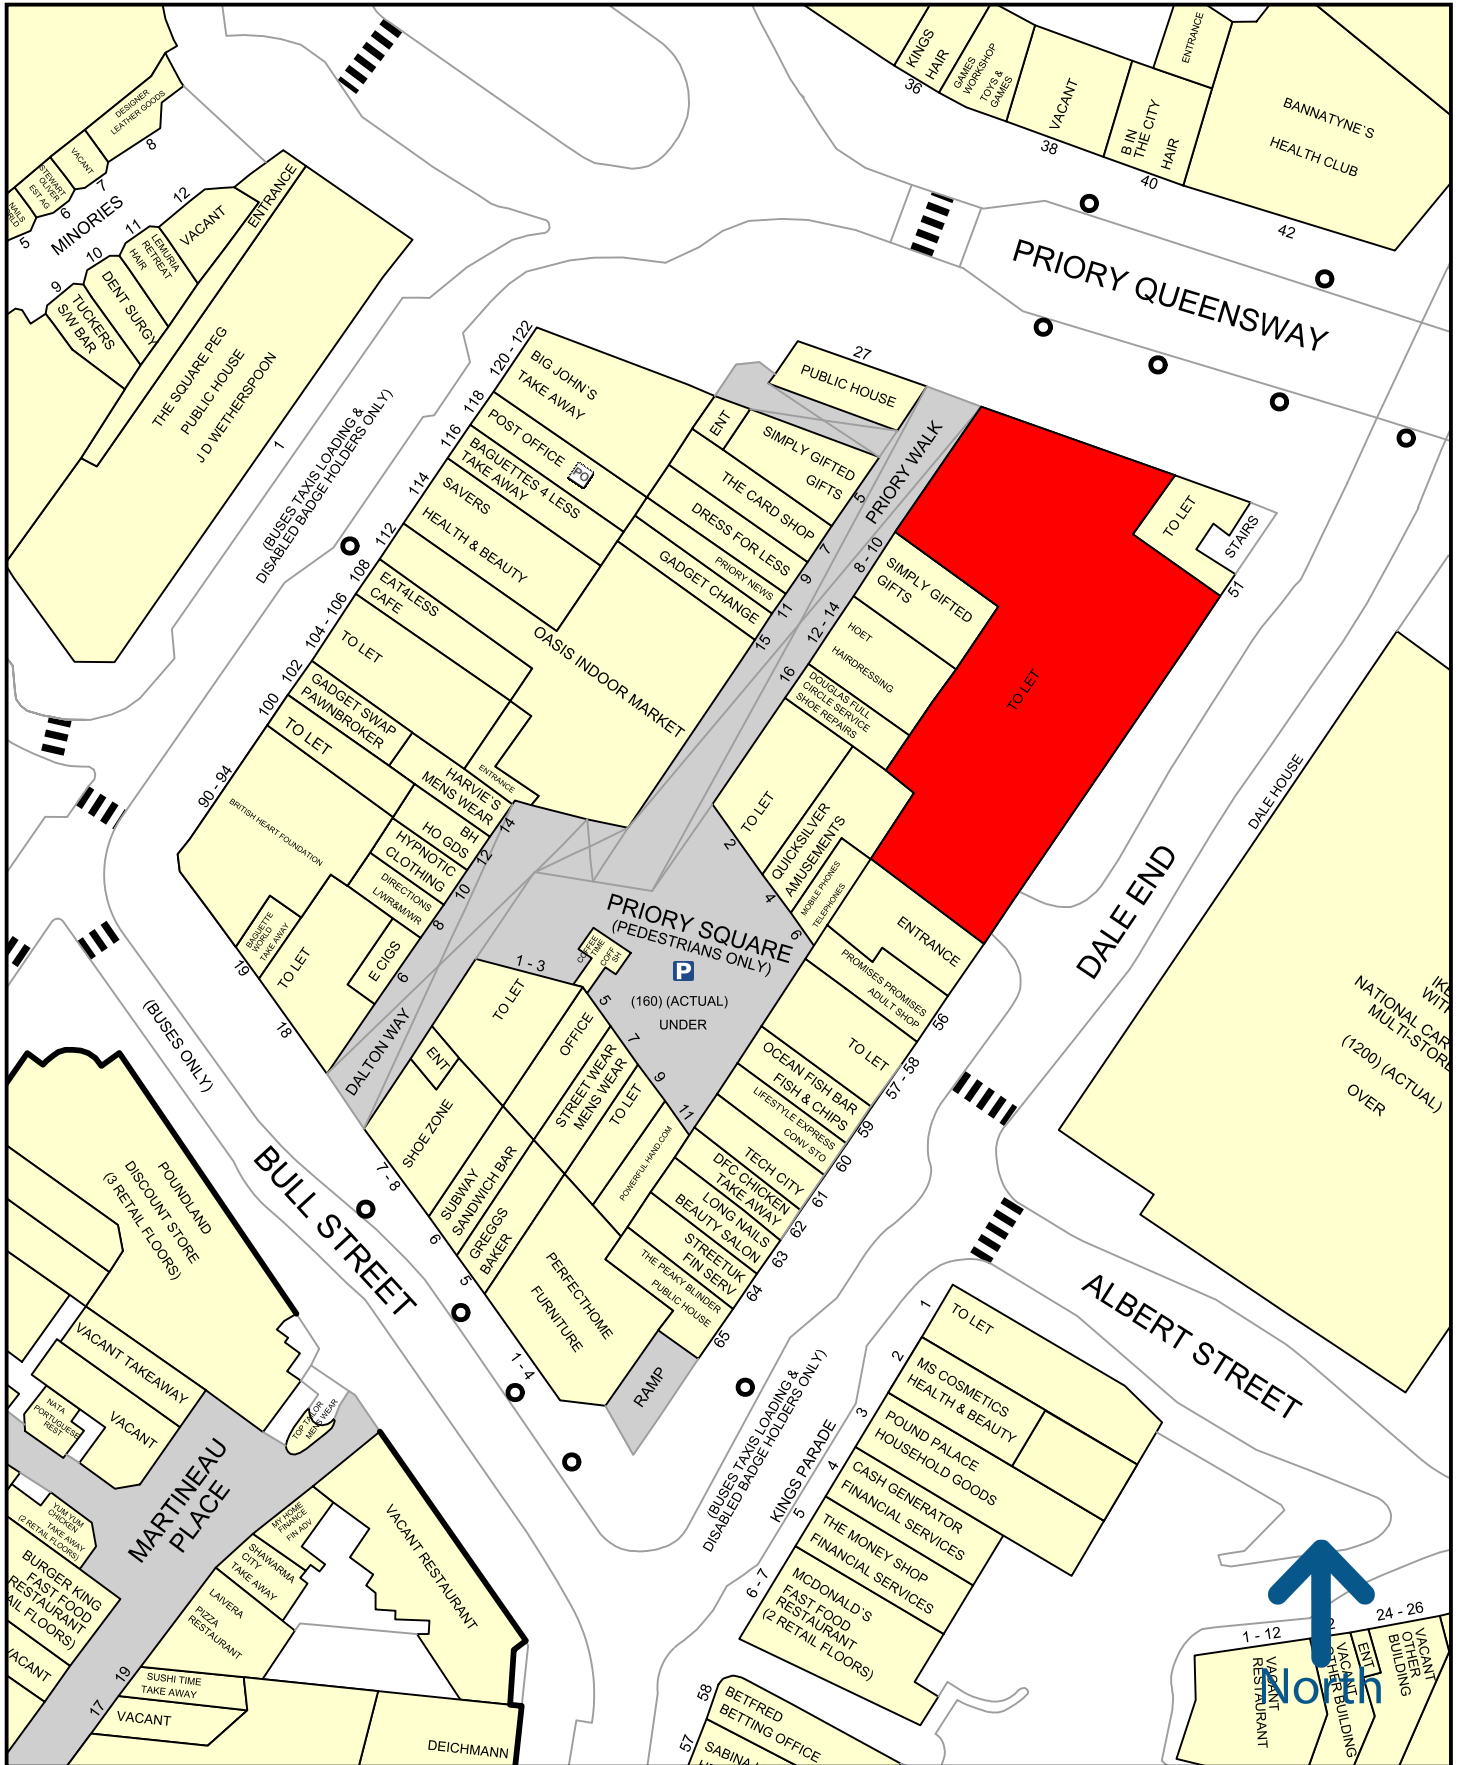 KINGS
HAIR
36
GAMES
WORKSHOP
TOYS &
GAMES
VACANT
38
ENTRANCE
B IN
THE CITY
HAIR
40
BANNATYNE`S
HEALTH CLUB
42
DESIGNER
LEATHER GOODS
8
VACANT
7
STEWART
OLIVER
EST AG
6
NAILS
5
MINORIES
12
VACANT
ENTRANCE
11
LEMURIA
RETREAT
HAIR
10
DENT SURGY
9
TUCKERS
S/W BAR
THE SQUARE PEG
PUBLIC HOUSE
J D WETHERSPOON
1
(BUSES TAXIS LOADING &
DISABLED BADGE HOLDERS ONLY)
PRIORY QUEENSWAY
120 - 122
BIG JOHN`S
TAKE AWAY
118
POST OFFICE
PO
116
BAGUETTES 4 LESS
TAKE AWAY
114
SAVERS
HEALTH & BEAUTY
112
108
EAT4LESS
CAFE
104 - 106
TO LET
102
GADGET SWAP
PAWNBROKER
100
TO LET
90 - 94
BRITISH HEART FOUNDATION
27
PUBLIC HOUSE
ENT
SIMPLY GIFTED
GIFTS
5
THE CARD SHOP
7
DRESS FOR LESS
9
PRIORY NEWS
11
GADGET CHANGE
15
OASIS INDOOR MARKET
PRIORY WALK
8 - 10
SIMPLY GIFTED
GIFTS
12 - 14
HOET
HAIRDRESSING
16
DOUGLAS FULL
CIRCLE SERVICE
SHOE REPAIRS
TO LET
TO LET
STAIRS
51
HARVIE`S
MENS WEAR
ENTRANCE
14
BH
HO GDS
12
HYPNOTIC
CLOTHING
10
DIRECTIONS
L/WR&M/WR
8
E CIGS
6
BAGUETTE
WORLD
TAKE AWAY
19
TO LET
18
TO LET
2
QUICKSILVER
AMUSEMENTS
4
MOBILE PHONES
TELEPHONES
6
ENTRANCE
PRIORY SQUARE
(PEDESTRIANS ONLY)
P
(160) (ACTUAL)
UNDER
COFFEE
TIME
COFF
SH
1 - 3
TO LET
5
OFFICE
7
STREET WEAR
MENS WEAR
9
TO LET
11
POWERFUL HAND.COM
DALTON WAY
ENT
SHOE ZONE
7 - 8
SUBWAY
SANDWICH BAR
6
GREGGS
BAKER
5
PERFECTHOME
FURNITURE
1 - 4
PROMISES PROMISES
ADULT SHOP
56
TO LET
57 - 58
OCEAN FISH BAR
FISH & CHIPS
59
LIFESTYLE EXPRESS
CONV STO
60
TECH CITY
61
DFC CHICKEN
TAKE AWAY
62
LONG NAILS
BEAUTY SALON
63
STREETUK
FIN SERV
64
THE PEAKY BLINDER
PUBLIC HOUSE
65
RAMP
DALE HOUSE
DALE END
NATIONAL CAR
MULTI-STORE
(1200) (ACTUAL)
OVER
(BUSES ONLY)
BULL STREET
POUNDLAND
DISCOUNT STORE
(3 RETAIL FLOORS)
VACANT TAKEAWAY
VACANT
NATA
PORTUGUESE
REST
TOP TAILOR
MENS WEAR
MARTINEAU
PLACE
YUM YUM
CHICKEN
TAKE AWAY
(2 RETAIL FLOORS)
BURGER KING
FAST FOOD
RESTAURANT
MY HOME
FINANCE
FIN ADV
SHAWARMA
CITY
TAKE AWAY
LAIVERA
PIZZA
RESTAURANT
VACANT RESTAURANT
19
SUSHI TIME
TAKE AWAY
17
VACANT
DEICHMANN
(BUSES TAXIS LOADING &
DISABLED BADGE HOLDERS ONLY)
KINGS PARADE
ALBERT STREET
1
TO LET
2
MS COSMETICS
HEALTH & BEAUTY
3
POUND PALACE
HOUSEHOLD GOODS
4
CASH GENERATOR
FINANCIAL SERVICES
5
THE MONEY SHOP
FINANCIAL SERVICES
6 - 7
MCDONALD`S
FAST FOOD
RESTAURANT
(2 RETAIL FLOORS)
58
BETFRED
BETTING OFFICE
57
SABINA
North
1 - 12
VACANT
RESTAURANT
VACANT
OTHER BUILDING
ENT
24 - 26
VACANT
OTHER
BUILDING